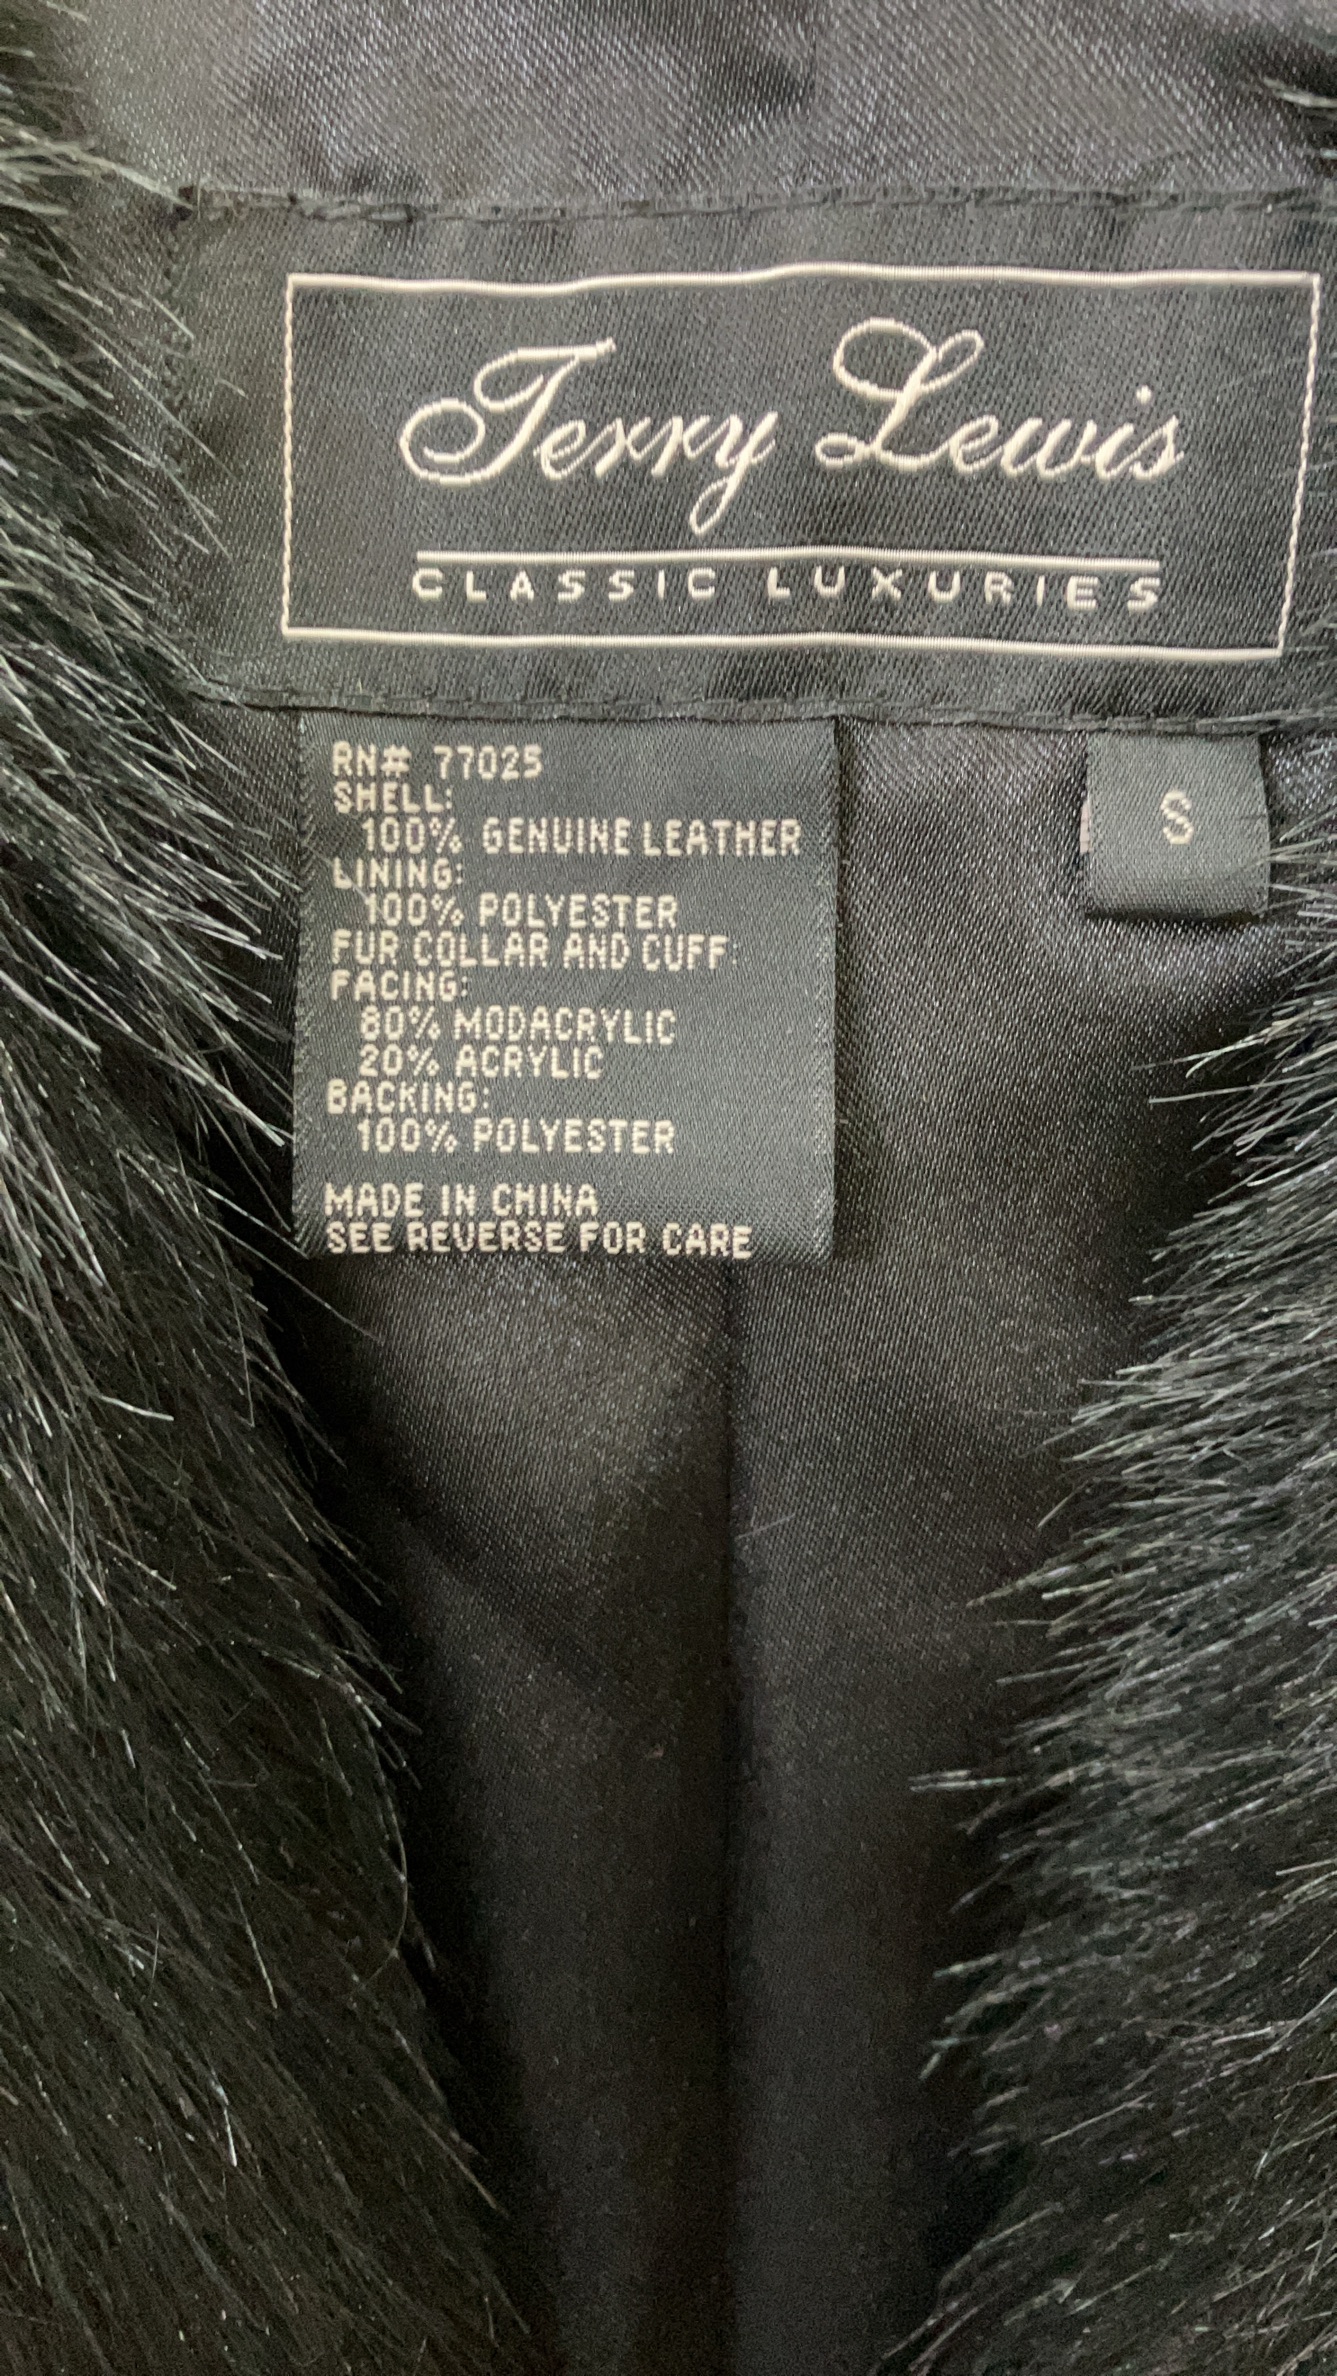 Terry Lewis
CLASSIC LUXURIES
RN# 77025
SHELL:
100% GENUINE LEATHER
LINING:
100% POLYESTER
FUR COLLAR AND CUFF:
FACING:
80% MODACRYLIC
20% ACRYLIC
BACKING:
100% POLYESTER
MADE IN CHINA
SEE REVERSE FOR CARE
S